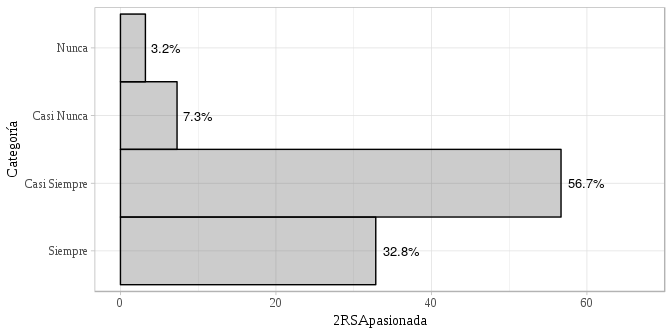 Nunca
3.2%
Casi Nunca
7.3%
Categoría
Casi Siempre
56.7%
Siempre
32.8%
0
20
40
60
2RSApasionada